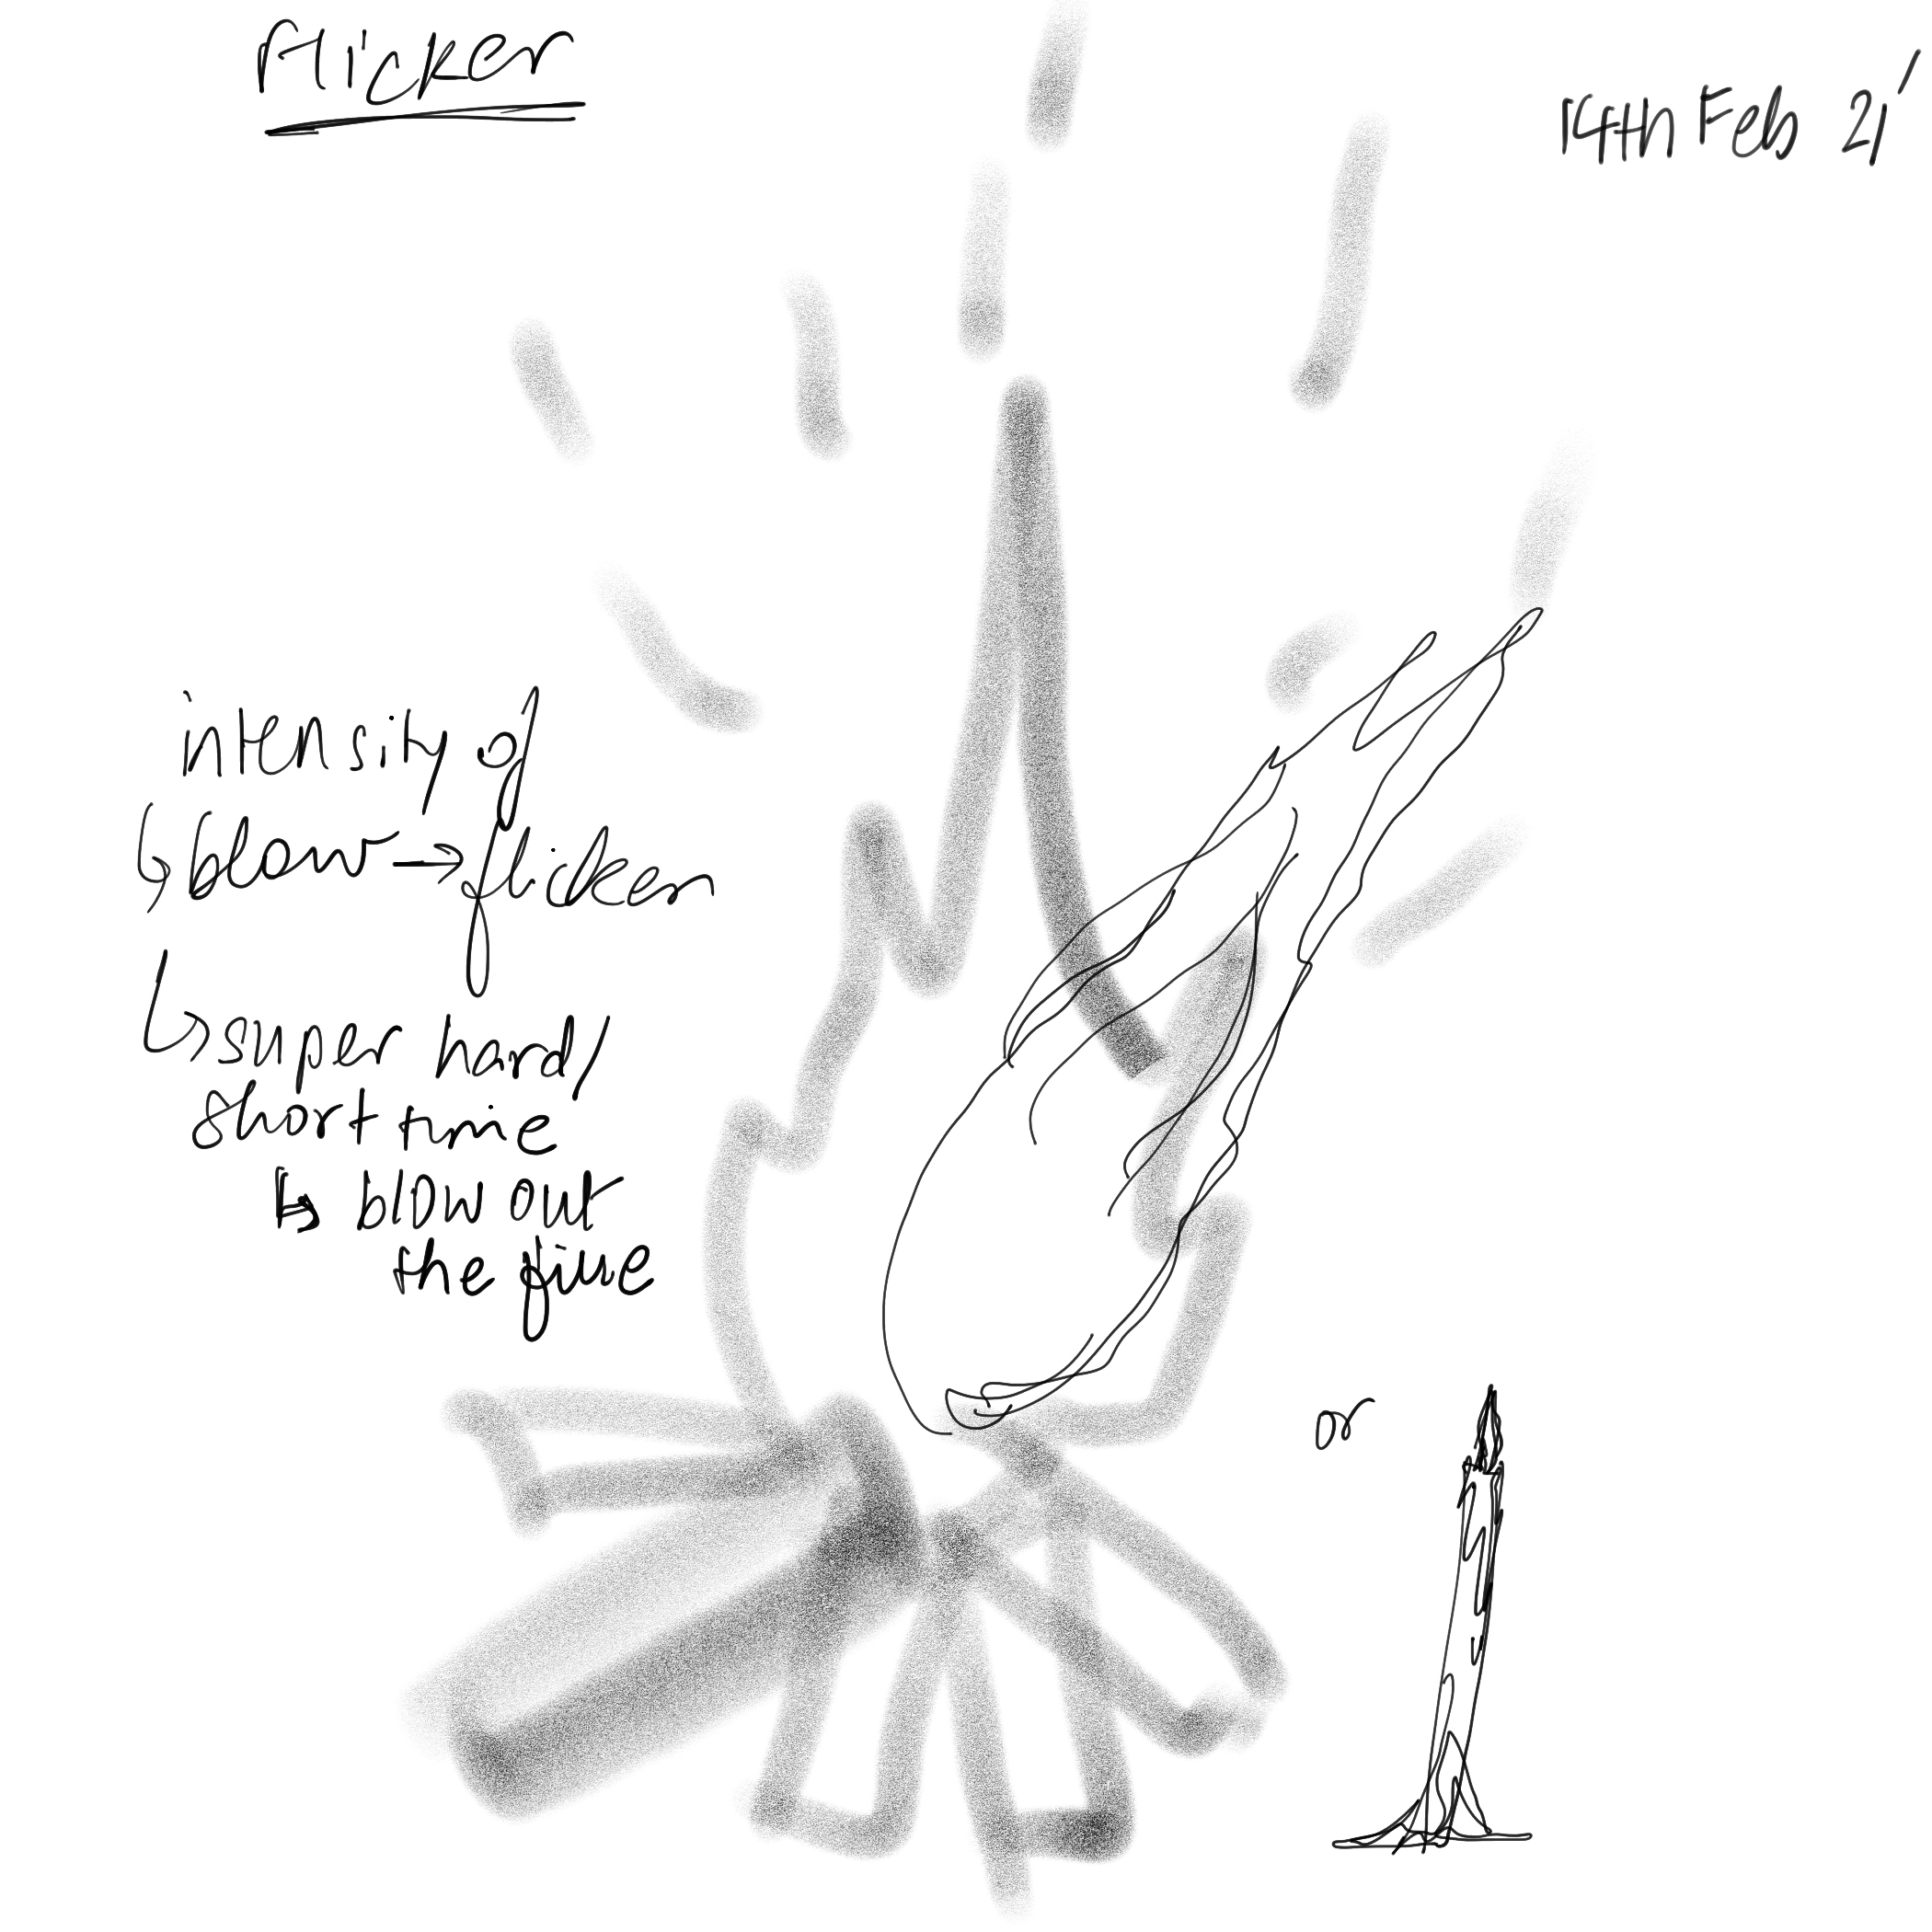 flicker
14th Feb 21'
intensity of
↳ blow → flicker
↳ super hard/
short time
↳ blow out
the fire
or